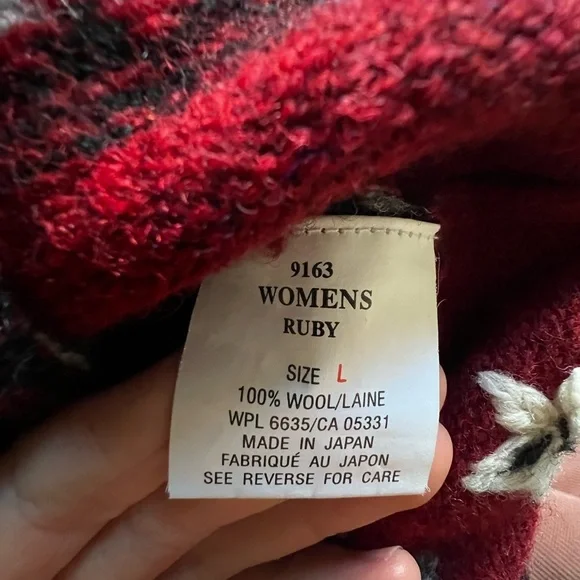 9163
WOMENS
RUBY
SIZE L
100% WOOL/LAINE
WPL 6635/CA 05331
MADE IN JAPAN
FABRIQUÉ AU JAPON
SEE REVERSE FOR CARE